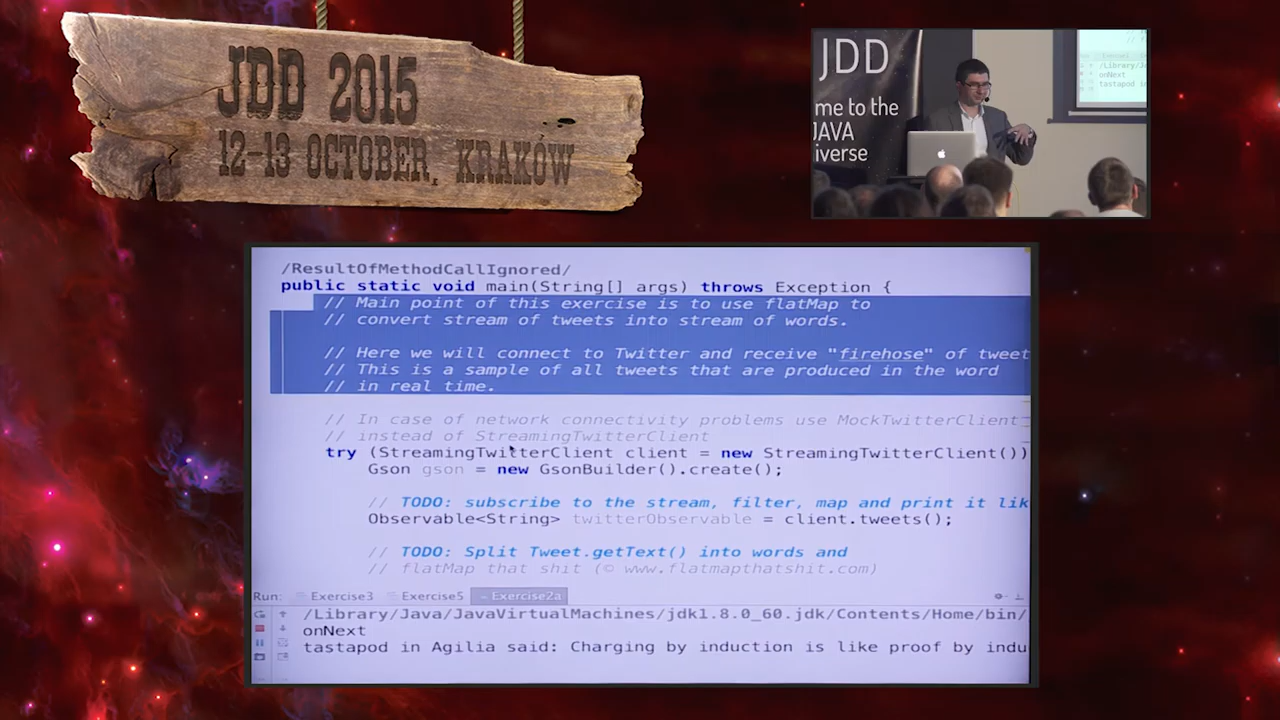 JDD 2015
12-13 OCTOBER, KRAKÓW
JDD
me to the
JAVA
iverse
/Library/J
onNext
tastapod in
/ResultOfMethodCallIgnored/
public static void main(String[] args) throws Exception {
// Main point of this exercise is to use flatMap to
// convert stream of tweets into stream of words.
// Here we will connect to Twitter and receive "firehose" of tweet
// This is a sample of all tweets that are produced in the word
// in real time.
// In case of network connectivity problems use MockTwitterClient
// instead of StreamingTwitterClient
try (StreamingTwitterClient client = new StreamingTwitterClient())
Gson gson = new GsonBuilder().create();
// TODO: subscribe to the stream, filter, map and print it lik
Observable<String> twitterObservable = client.tweets();
// TODO: Split Tweet.getText() into words and
// flatMap that shit (© www.flatmapthatshit.com)
Run: Exercise3 Exercise5 Exercise2a
/Library/Java/JavaVirtualMachines/jdk1.8.0_60.jdk/Contents/Home/bin/
onNext
tastapod in Agilia said: Charging by induction is like proof by indu